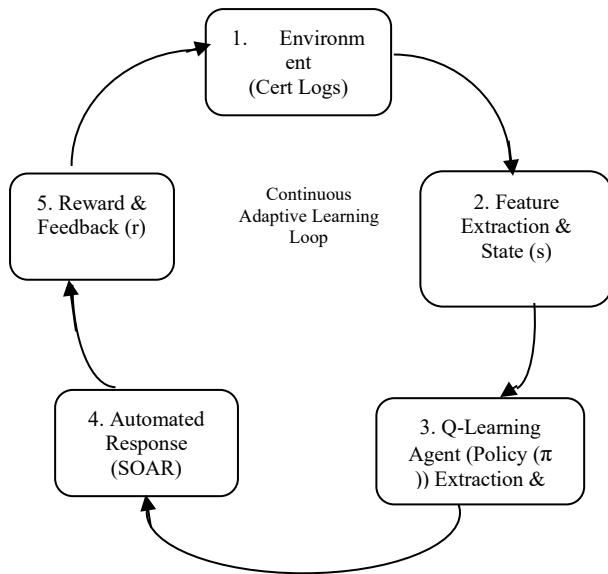 1. Environm
ent
(Cert Logs)
2. Feature
Extraction &
State (s)
3. Q-Learning
Agent (Policy (π
)) Extraction &
4. Automated
Response
(SOAR)
5. Reward &
Feedback (r)
Continuous
Adaptive Learning
Loop